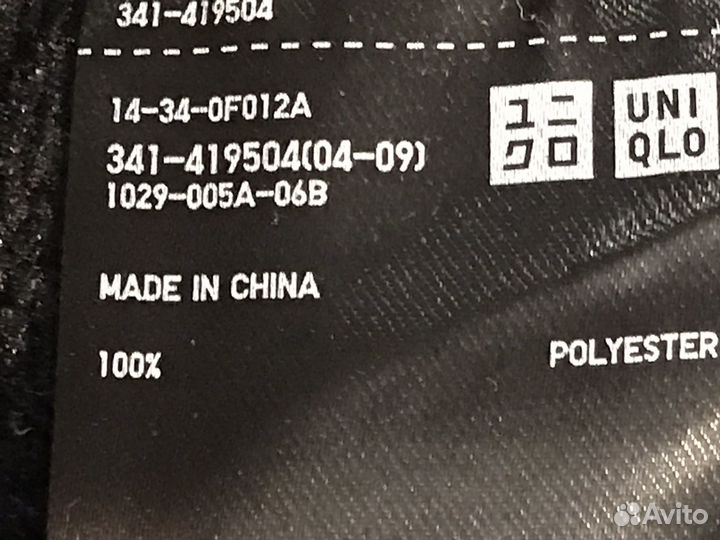 341-419504
14-34-0F012A
341-419504(04-09)
1029-005A-06B
ユニ
クロ
UNI
QLO
MADE IN CHINA
100% POLYESTER
Avito